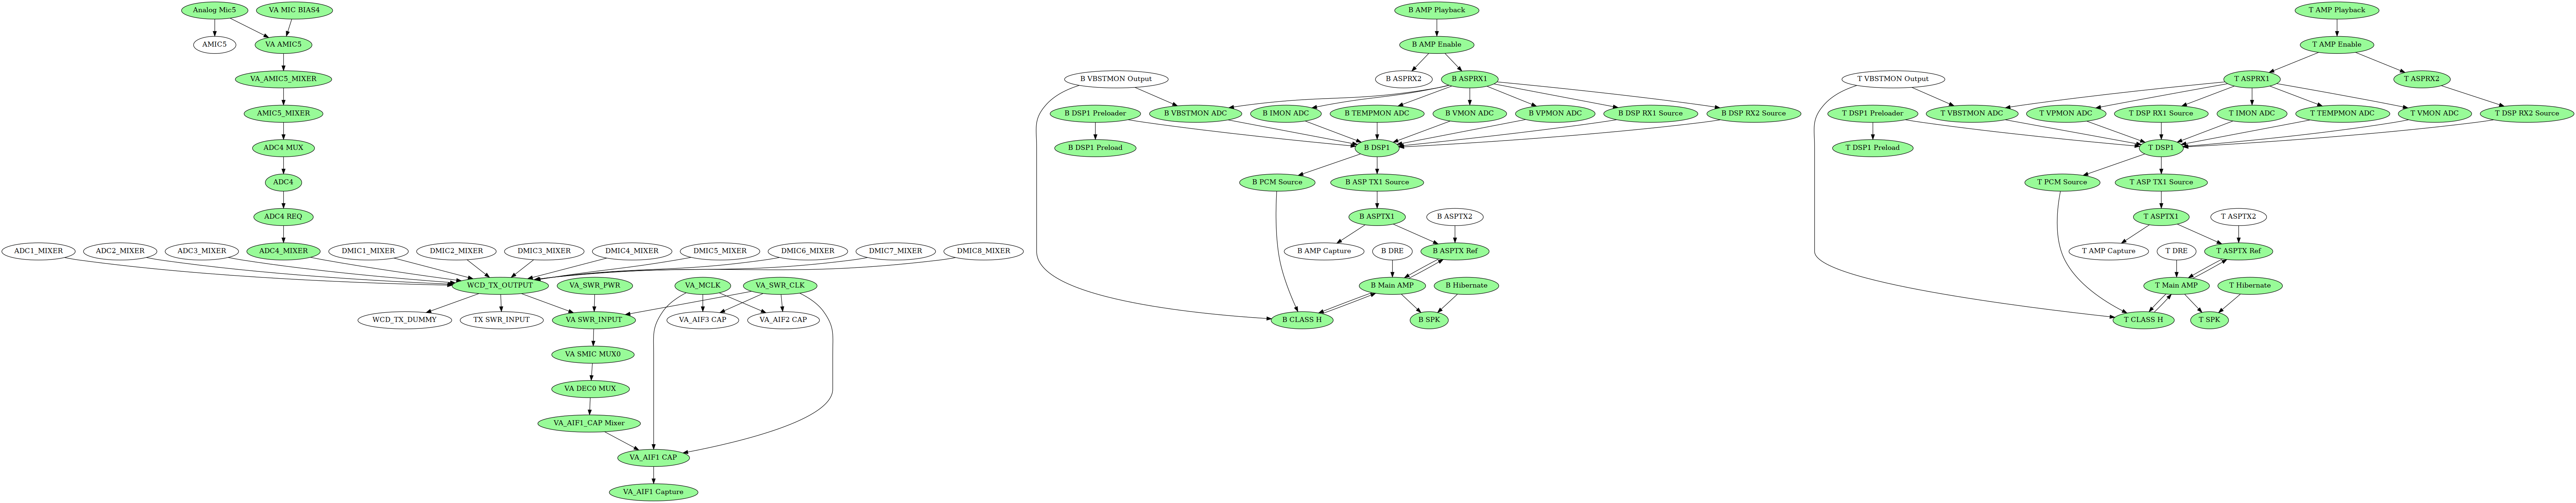 Analog Mic5
VA MIC BIAS4
B AMP Playback
T AMP Playback
AMIC5
VA AMIC5
B AMP Enable
T AMP Enable
VA_AMIC5_MIXER
B VBSTMON Output
B ASPRX2
B ASPRX1
T VBSTMON Output
T ASPRX1
T ASPRX2
AMIC5_MIXER
B DSP1 Preloader
B VBSTMON ADC
B IMON ADC
B TEMPMON ADC
B VMON ADC
B VPMON ADC
B DSP RX1 Source
B DSP RX2 Source
T DSP1 Preloader
T VBSTMON ADC
T VPMON ADC
T DSP RX1 Source
T IMON ADC
T TEMPMON ADC
T VMON ADC
T DSP RX2 Source
ADC4 MUX
B DSP1 Preload
B DSP1
T DSP1 Preload
T DSP1
ADC4
B PCM Source
B ASP TX1 Source
T PCM Source
T ASP TX1 Source
ADC4 REQ
B ASPTX1
B ASPTX2
T ASPTX1
T ASPTX2
ADC1_MIXER
ADC2_MIXER
ADC3_MIXER
ADC4_MIXER
DMIC1_MIXER
DMIC2_MIXER
DMIC3_MIXER
DMIC4_MIXER
DMIC5_MIXER
DMIC6_MIXER
DMIC7_MIXER
DMIC8_MIXER
B AMP Capture
B DRE
B ASPTX Ref
T AMP Capture
T DRE
T ASPTX Ref
WCD_TX_OUTPUT
VA_SWR_PWR
VA_MCLK
VA_SWR_CLK
B Main AMP
B Hibernate
T Main AMP
T Hibernate
WCD_TX_DUMMY
TX SWR_INPUT
VA SWR_INPUT
VA_AIF3 CAP
VA_AIF2 CAP
B CLASS H
B SPK
T CLASS H
T SPK
VA SMIC MUX0
VA DEC0 MUX
VA_AIF1_CAP Mixer
VA_AIF1 CAP
VA_AIF1 Capture